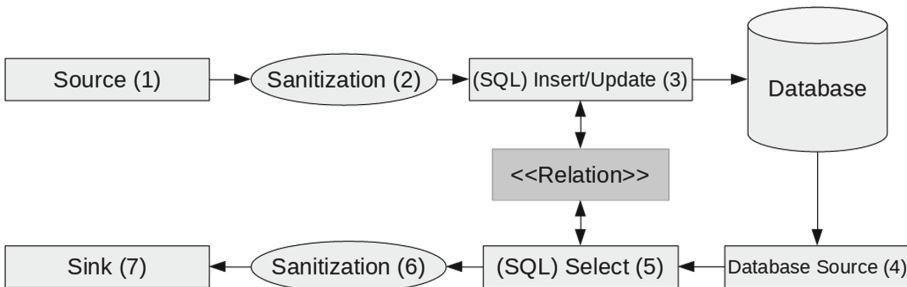 Source (1)
Sanitization (2)
(SQL) Insert/Update (3)
Database
<<Relation>>
Sink (7)
Sanitization (6)
(SQL) Select (5)
Database Source (4)